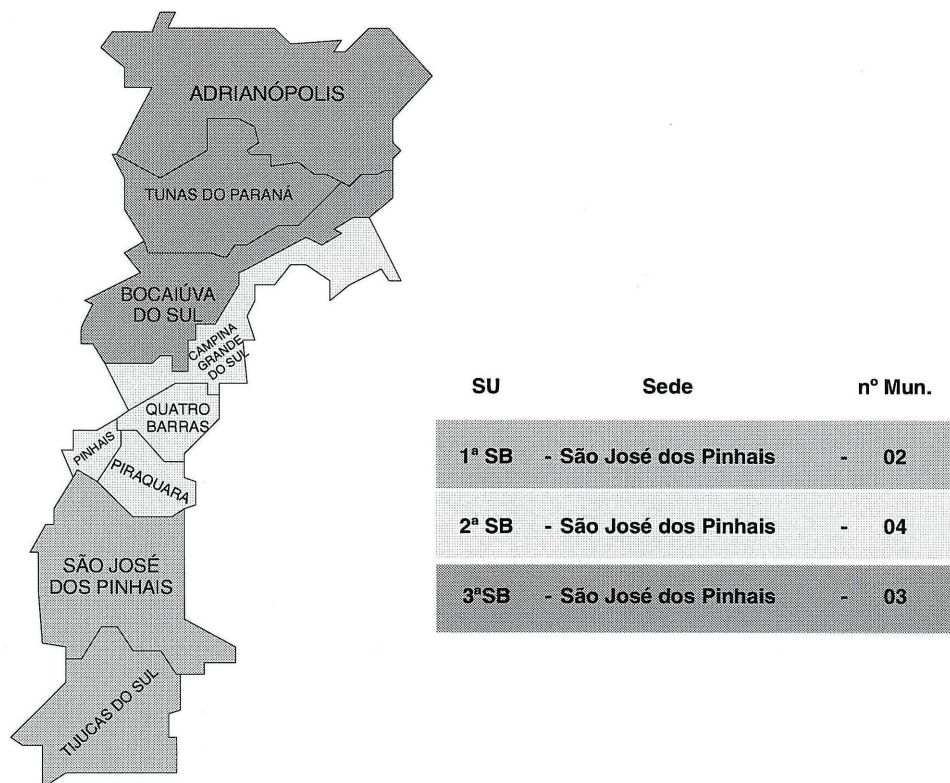 ADRIANÓPOLIS
TUNAS DO PARANÁ
BOCAIÚVA
DO SUL
CAMPINA
GRANDE
DO SUL
QUATRO
BARRAS
PINHAIS
PIRAQUARA
SÃO JOSÉ
DOS PINHAIS
TIJUCAS DO SUL
SU Sede nº Mun.
1ª SB - São José dos Pinhais - 02
2ª SB - São José dos Pinhais - 04
3ªSB - São José dos Pinhais - 03